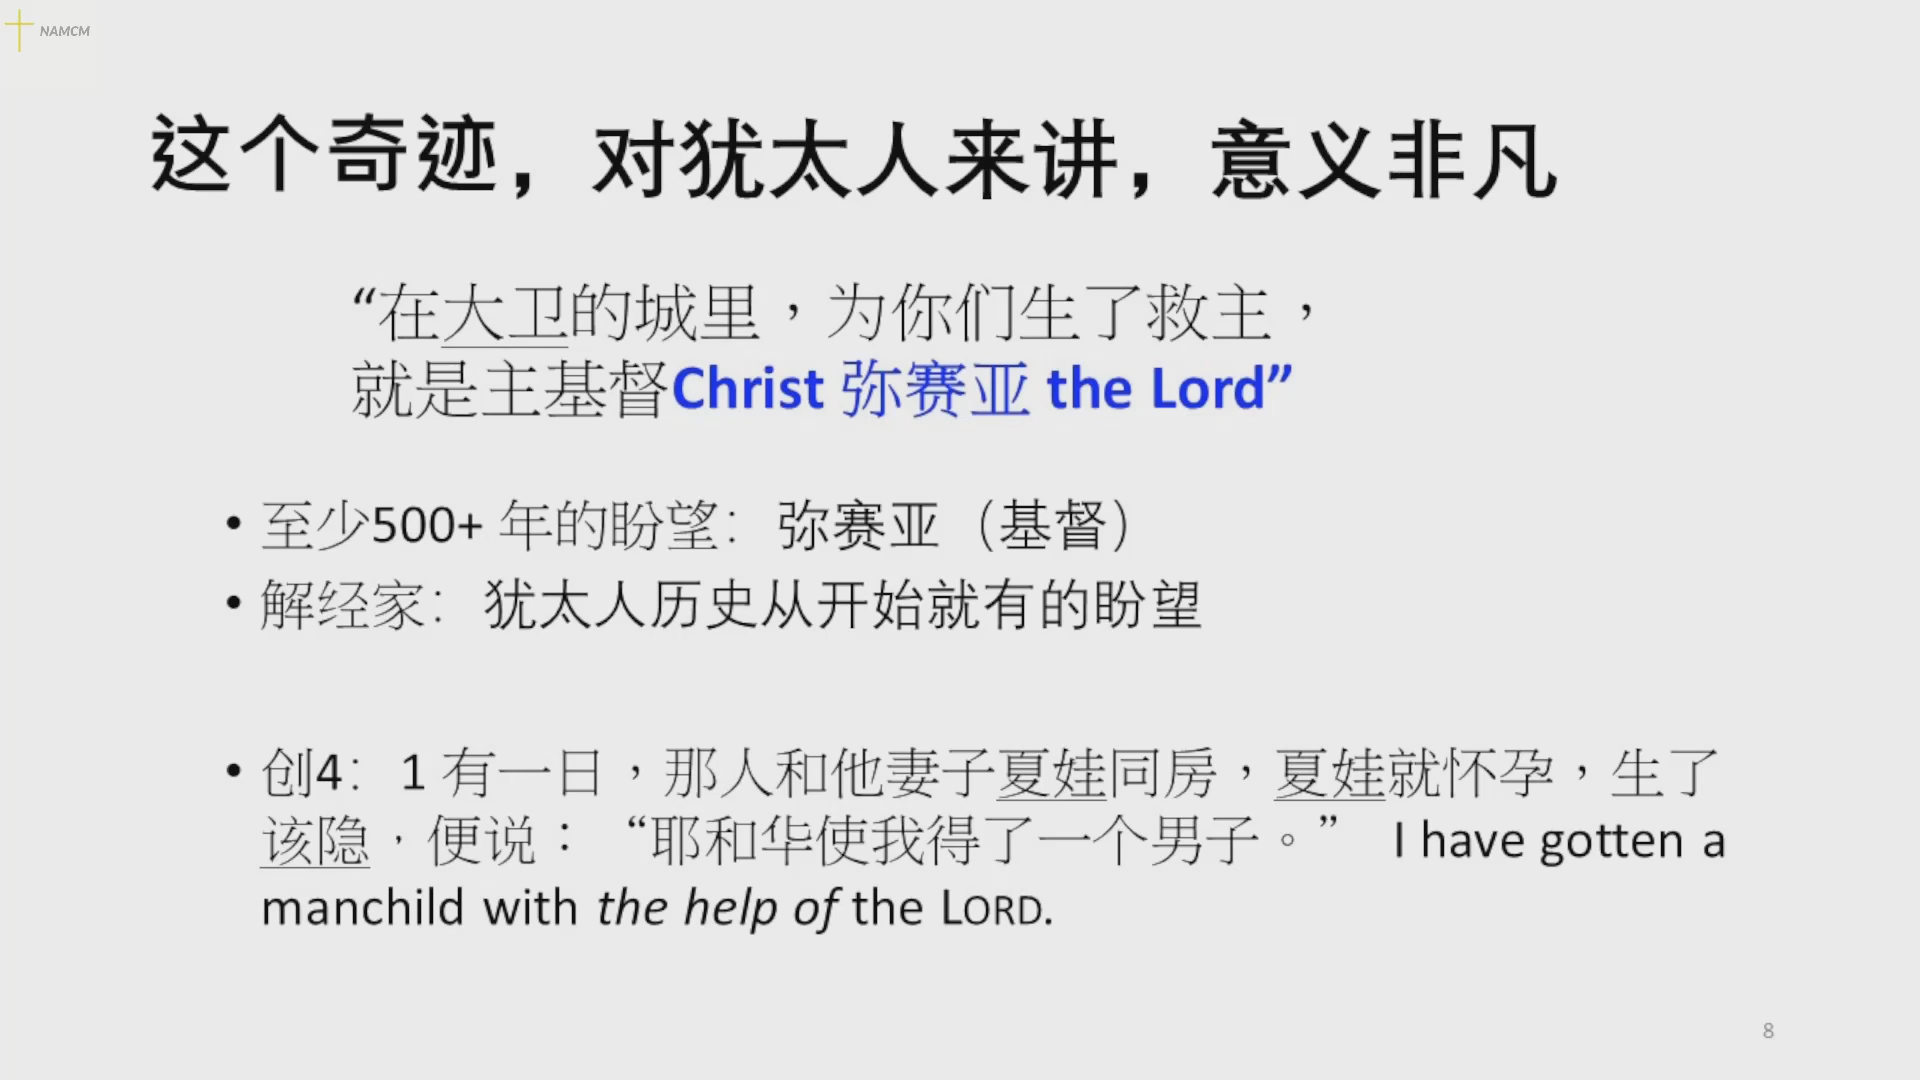 NAMCM
这个奇迹，对犹太人来讲，意义非凡
“在大卫的城里，为你们生了救主，
就是主基督Christ 弥赛亚 the Lord”
• 至少500+ 年的盼望：弥赛亚（基督）
• 解经家：犹太人历史从开始就有的盼望
• 创4：1 有一日，那人和他妻子夏娃同房，夏娃就怀孕，生了
该隐，便说：“耶和华使我得了一个男子。” I have gotten a
manchild with the help of the LORD.
8